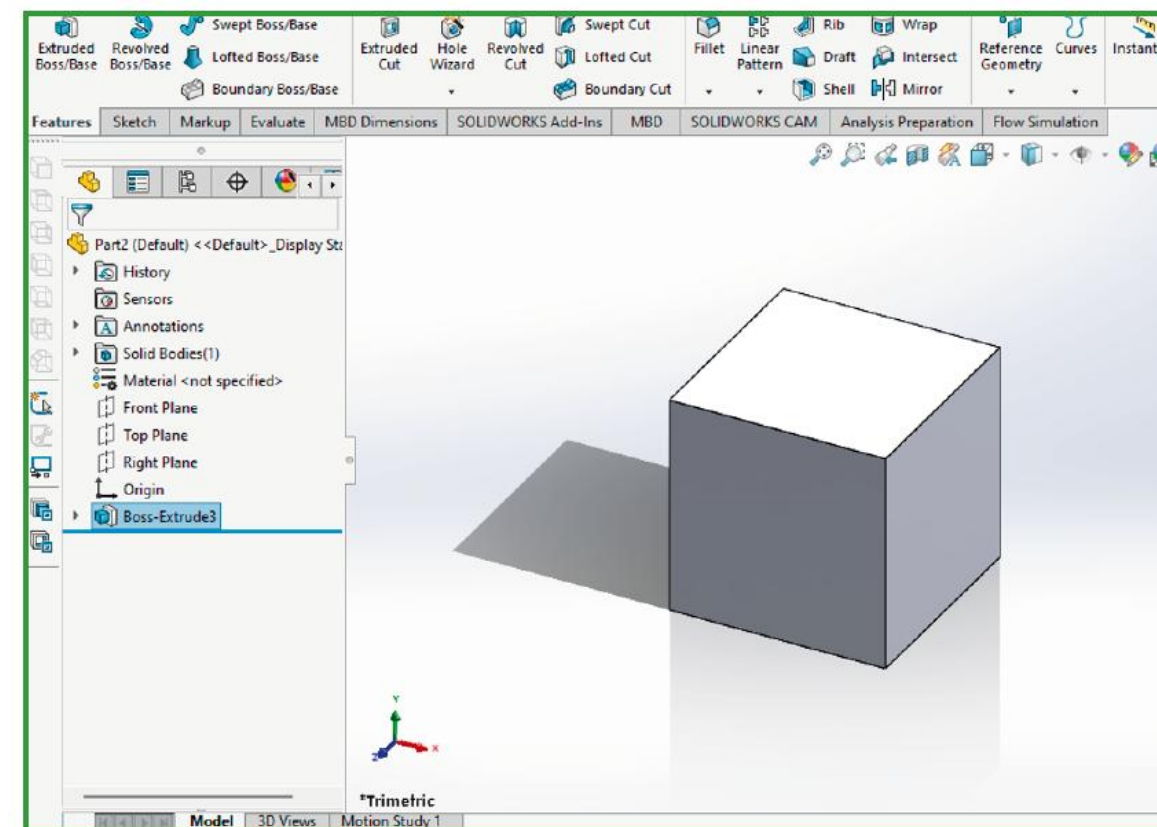 Extruded Boss/Base
Revolved Boss/Base
Swept Boss/Base
Lofted Boss/Base
Boundary Boss/Base
Extruded Cut
Hole Wizard
Revolved Cut
Swept Cut
Lofted Cut
Boundary Cut
Fillet
Linear Pattern
Rib
Draft
Shell
Wrap
Intersect
Mirror
Reference Geometry
Curves
Instant
Features Sketch Markup Evaluate MBD Dimensions SOLIDWORKS Add-Ins MBD SOLIDWORKS CAM Analysis Preparation Flow Simulation
Part2 (Default) <<Default>_Display Sta
History
Sensors
A Annotations
Solid Bodies(1)
Material <not specified>
Front Plane
Top Plane
Right Plane
Origin
Boss-Extrude3
Y
Z X
*Trimetric
Model 3D Views Motion Study 1